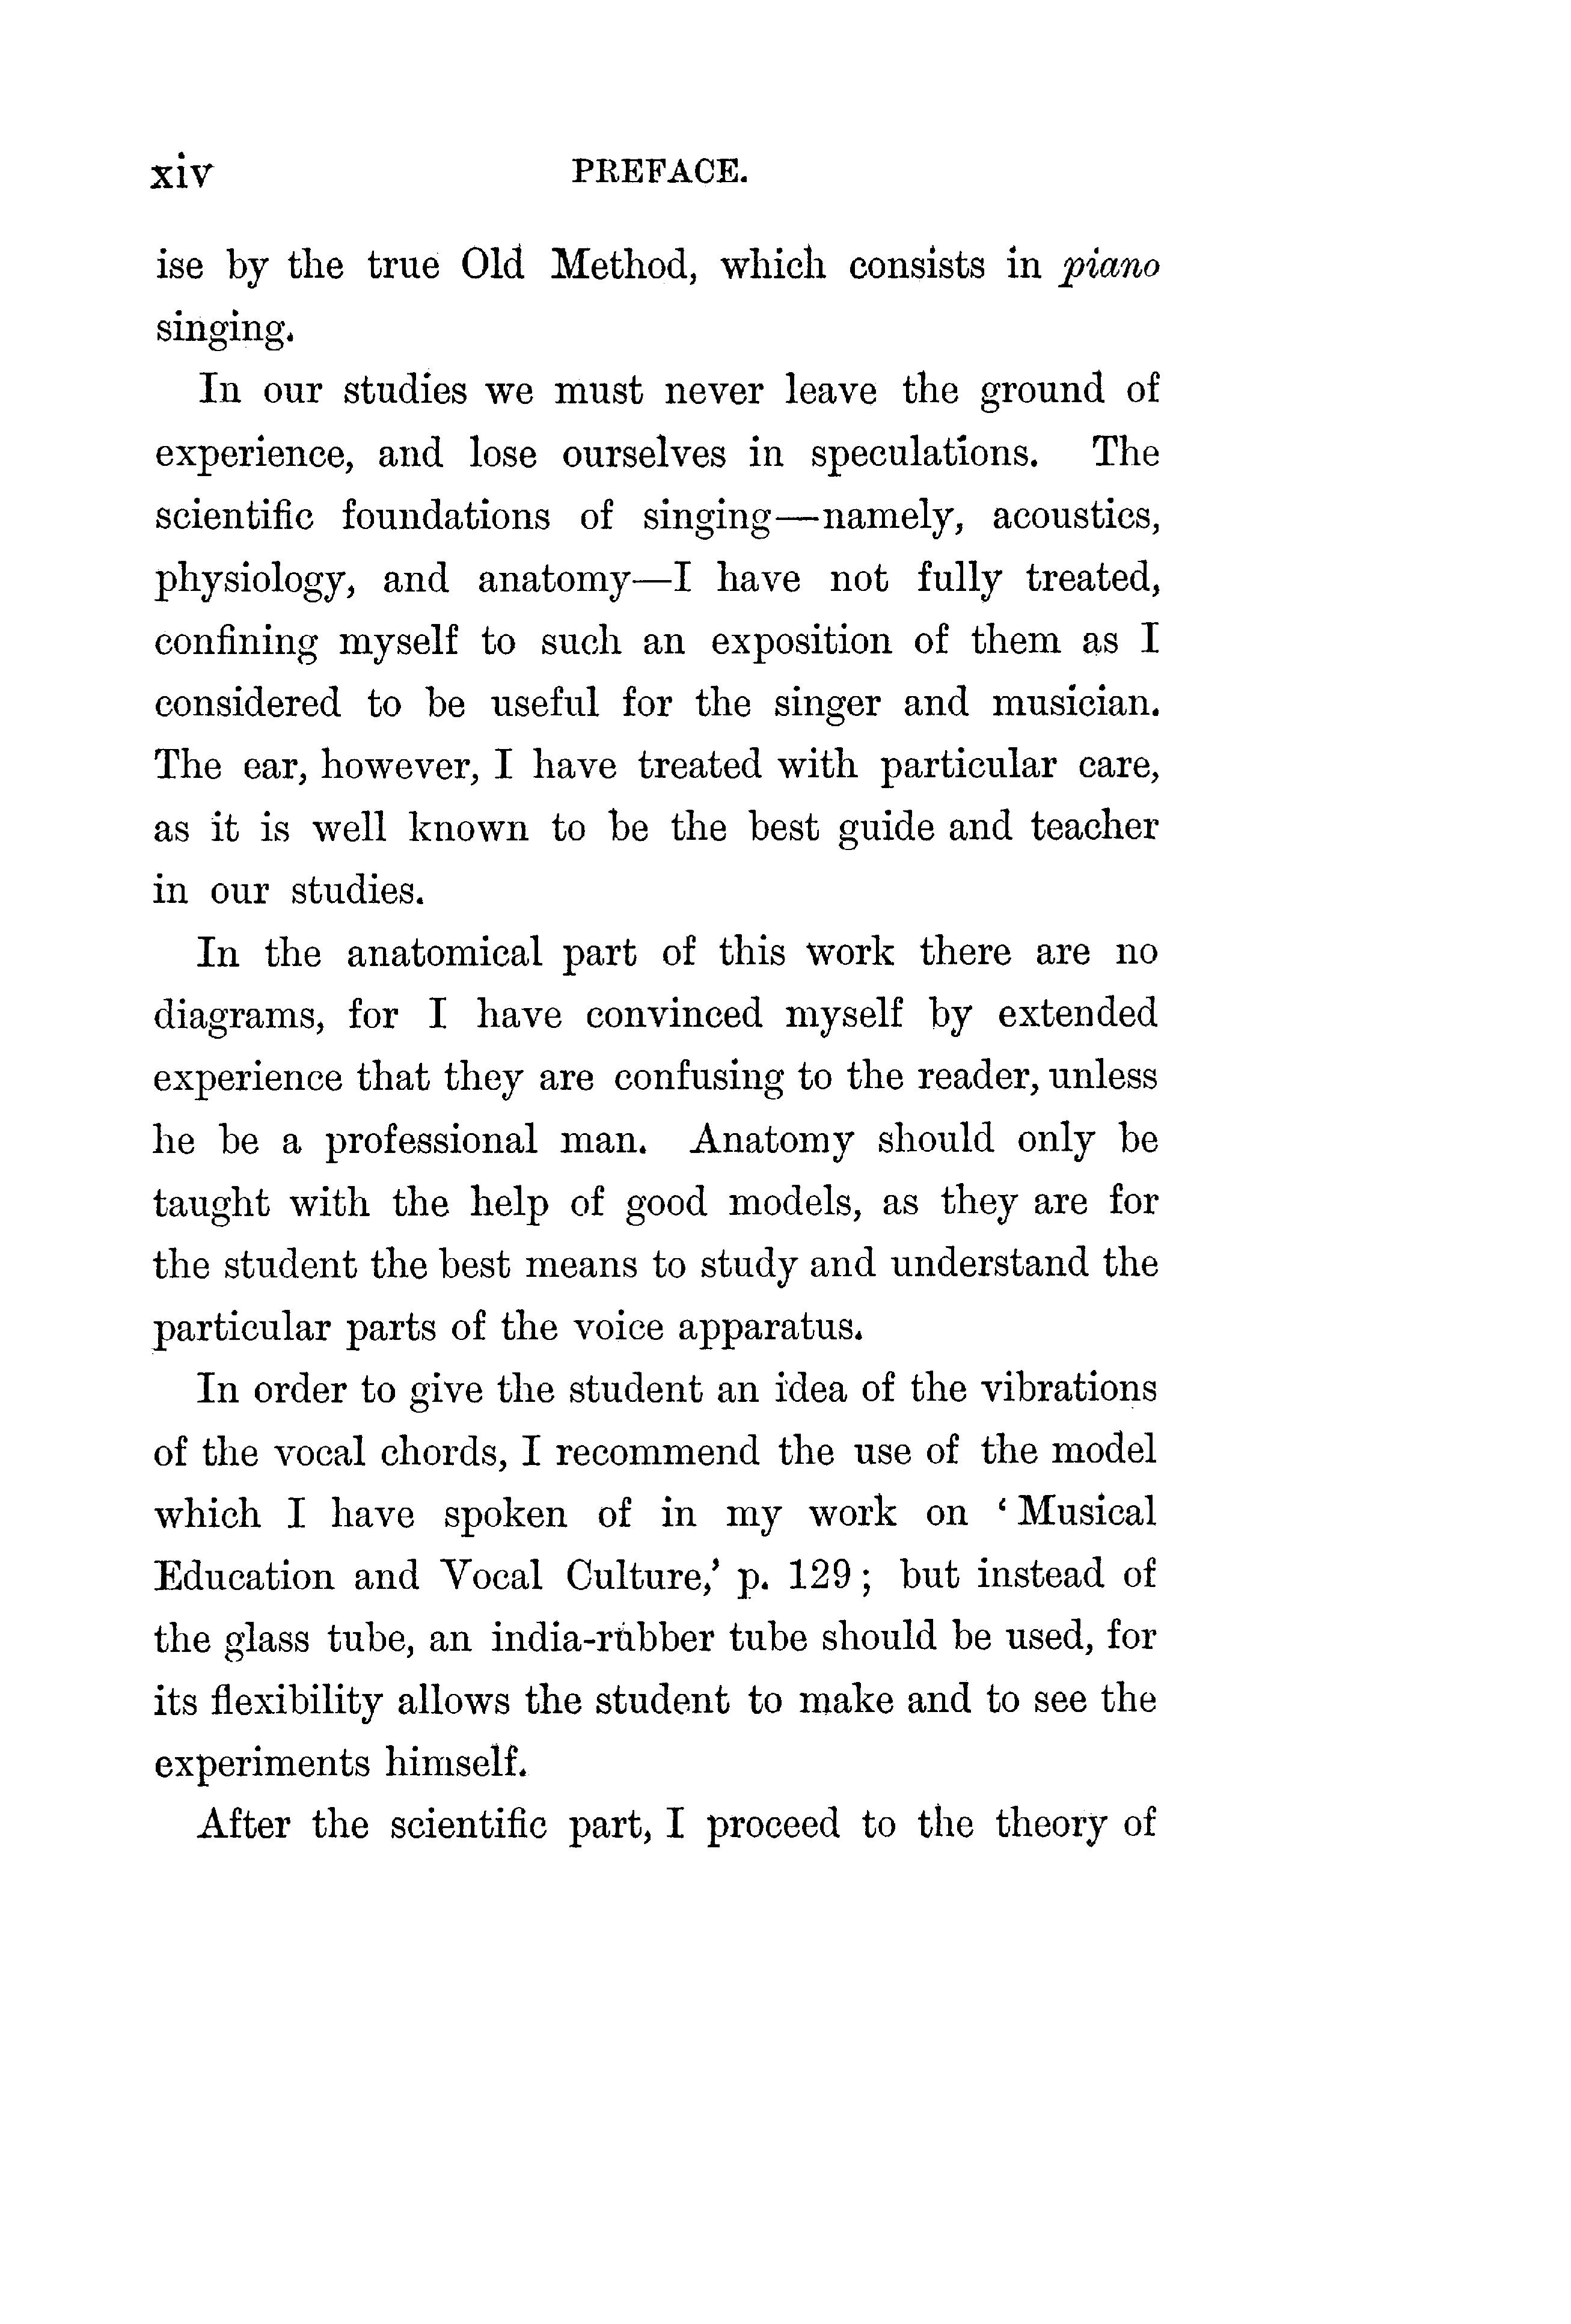 xiv PREFACE.
ise by the true Old Method, which consists in piano
singing.
In our studies we must never leave the ground of
experience, and lose ourselves in speculations. The
scientific foundations of singing—namely, acoustics,
physiology, and anatomy—I have not fully treated,
confining myself to such an exposition of them as I
considered to be useful for the singer and musician.
The ear, however, I have treated with particular care,
as it is well known to be the best guide and teacher
in our studies.
In the anatomical part of this work there are no
diagrams, for I have convinced myself by extended
experience that they are confusing to the reader, unless
he be a professional man. Anatomy should only be
taught with the help of good models, as they are for
the student the best means to study and understand the
particular parts of the voice apparatus.
In order to give the student an idea of the vibrations
of the vocal chords, I recommend the use of the model
which I have spoken of in my work on ‘Musical
Education and Vocal Culture,’ p. 129; but instead of
the glass tube, an india-rubber tube should be used, for
its flexibility allows the student to make and to see the
experiments himself.
After the scientific part, I proceed to the theory of